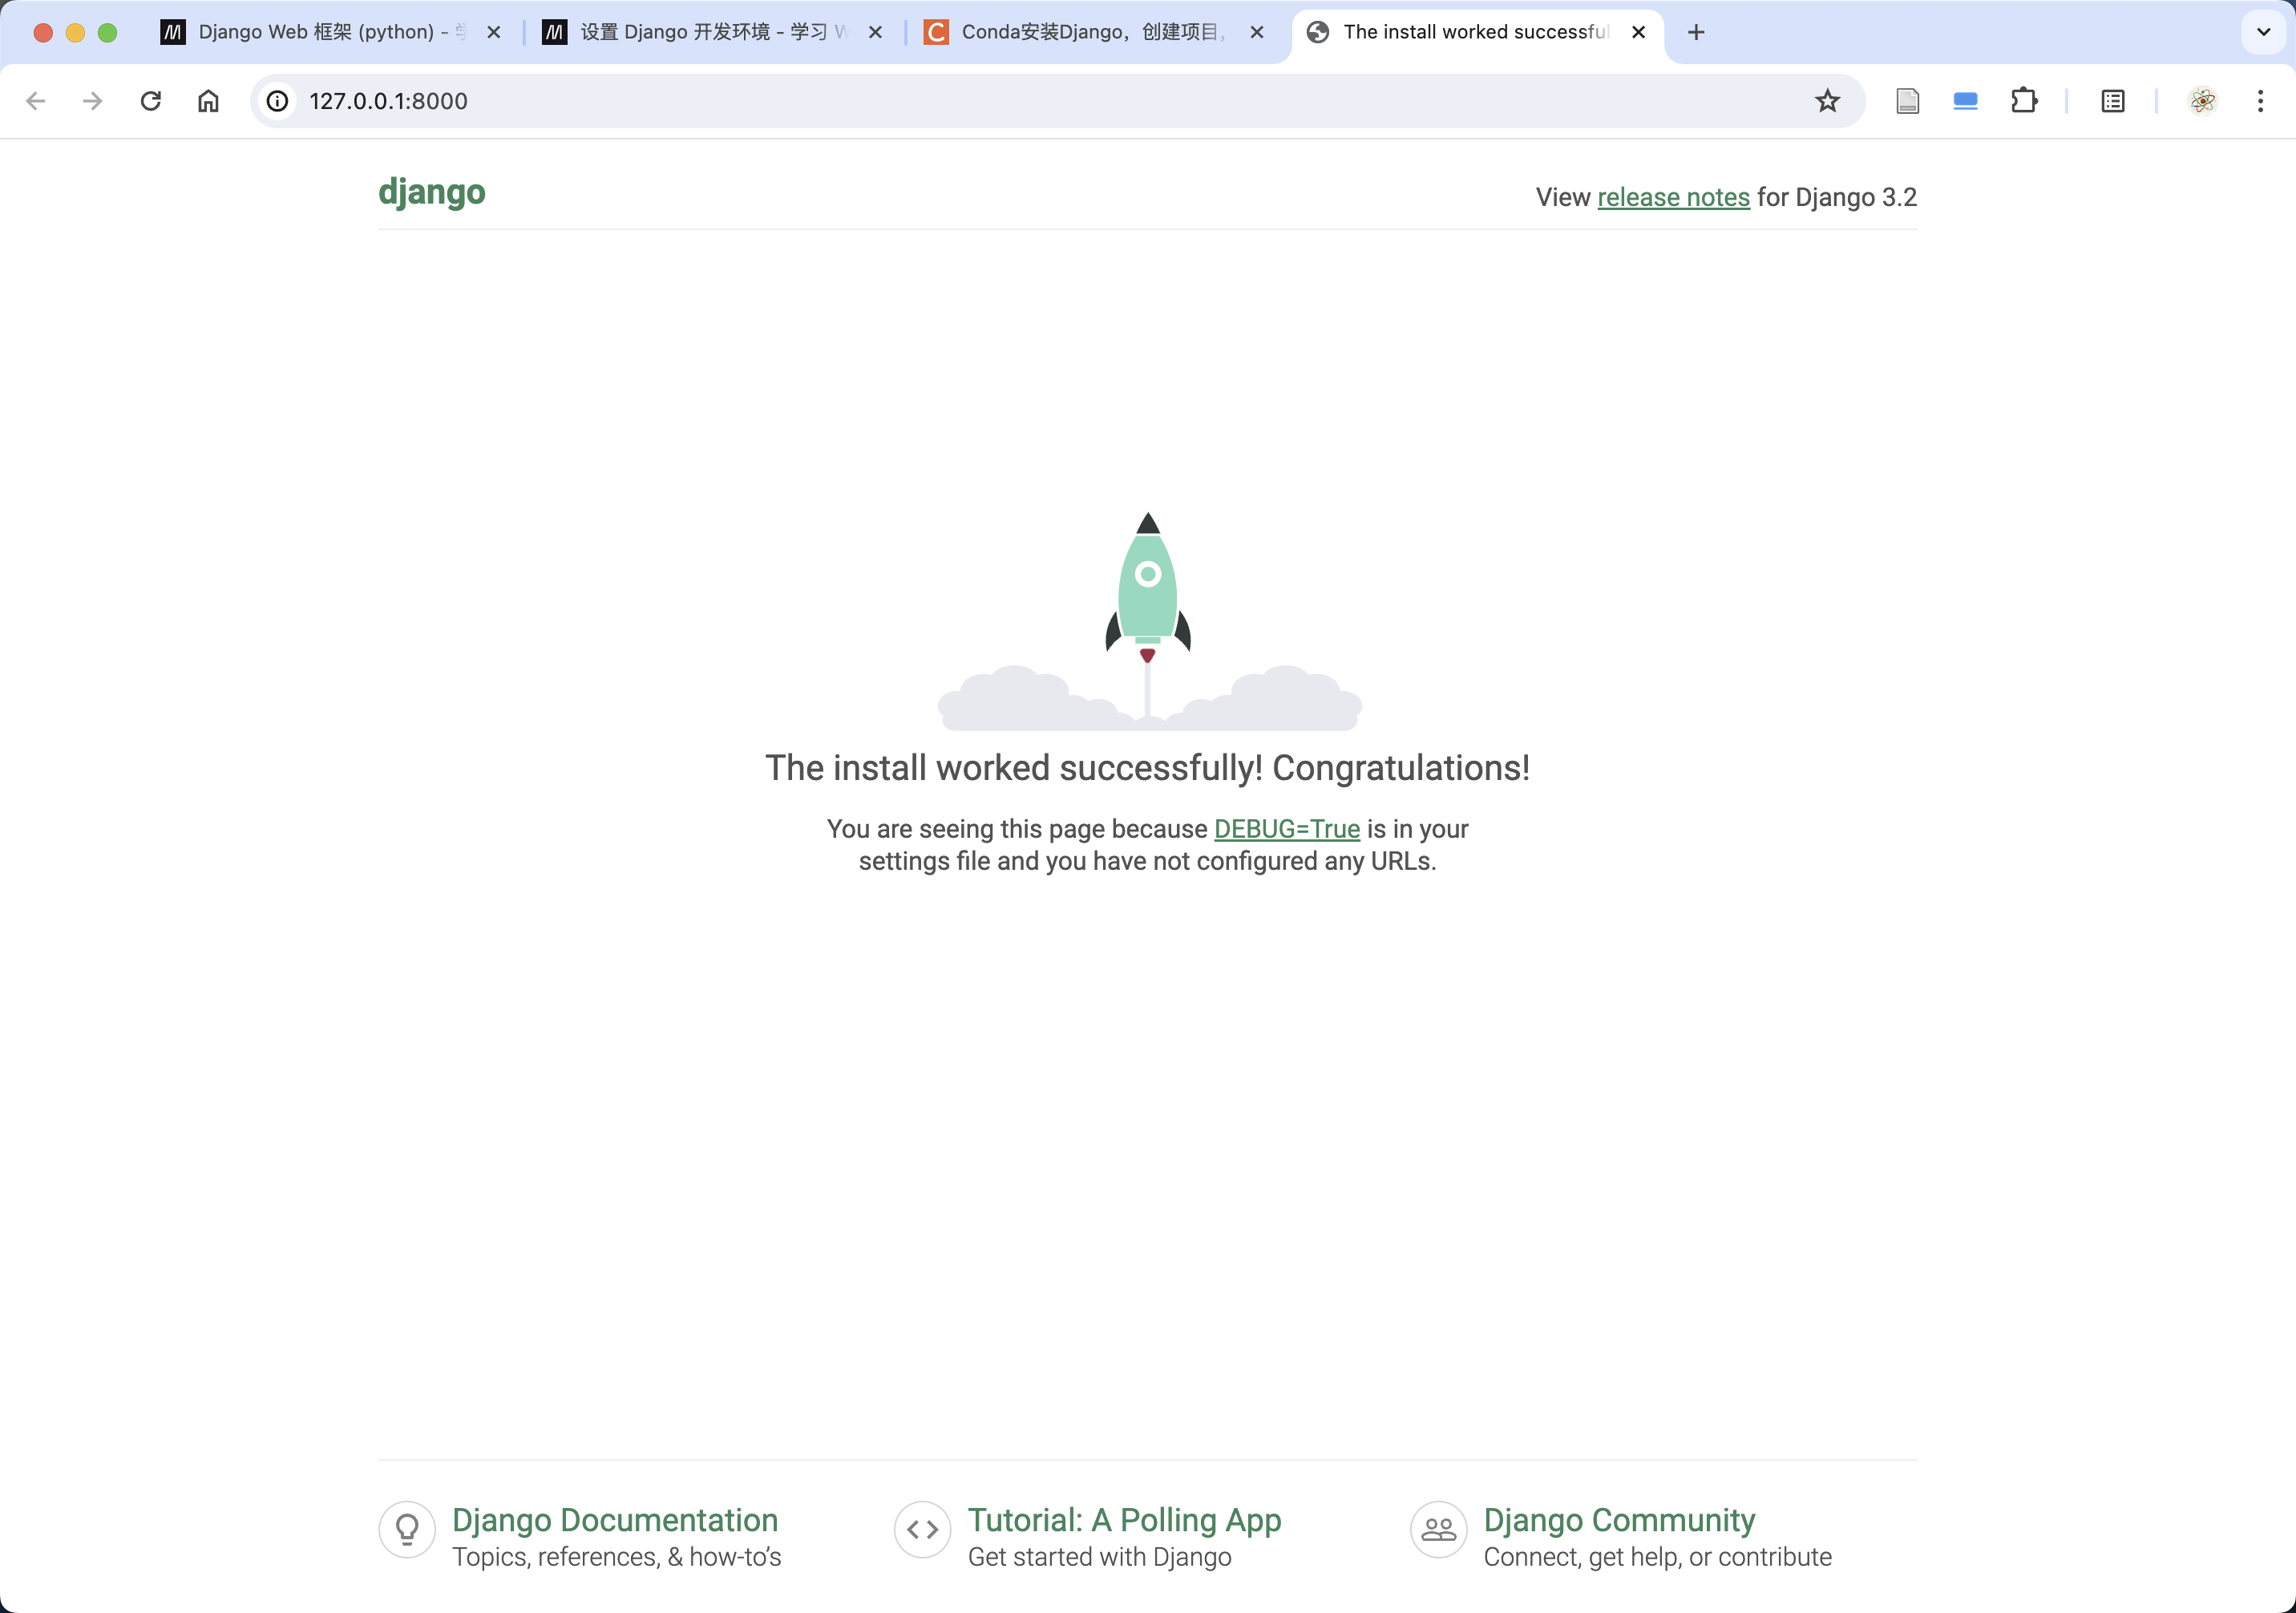 Django Web 框架 (python) -
设置 Django 开发环境 - 学习
Conda安装Django，创建项目，
The install worked successful
127.0.0.1:8000
django
View release notes for Django 3.2
The install worked successfully! Congratulations!
You are seeing this page because DEBUG=True is in your
settings file and you have not configured any URLs.
Django Documentation
Topics, references, & how-to’s
Tutorial: A Polling App
Get started with Django
Django Community
Connect, get help, or contribute